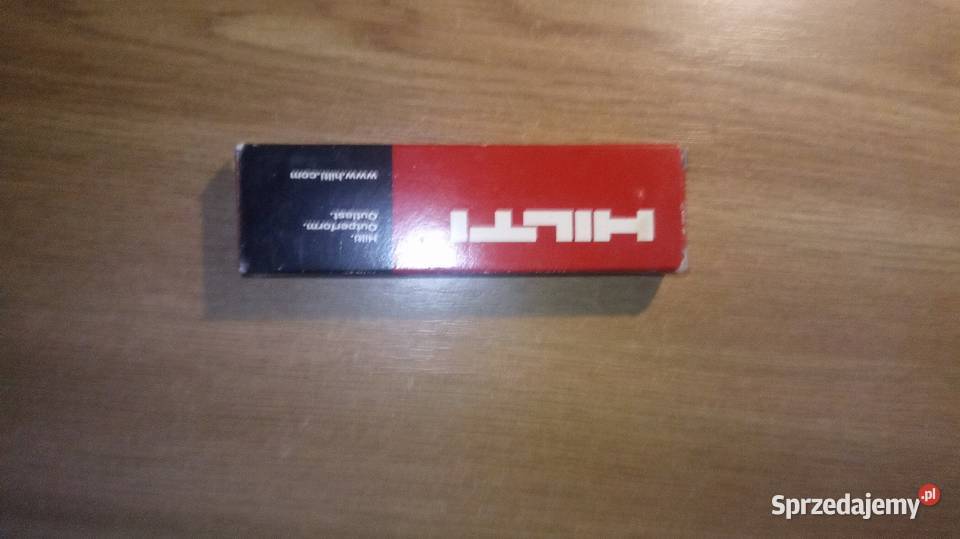 HILTI
Hilti.
Outperform.
Outlast.
www.hilti.com
Sprzedajemy.pl